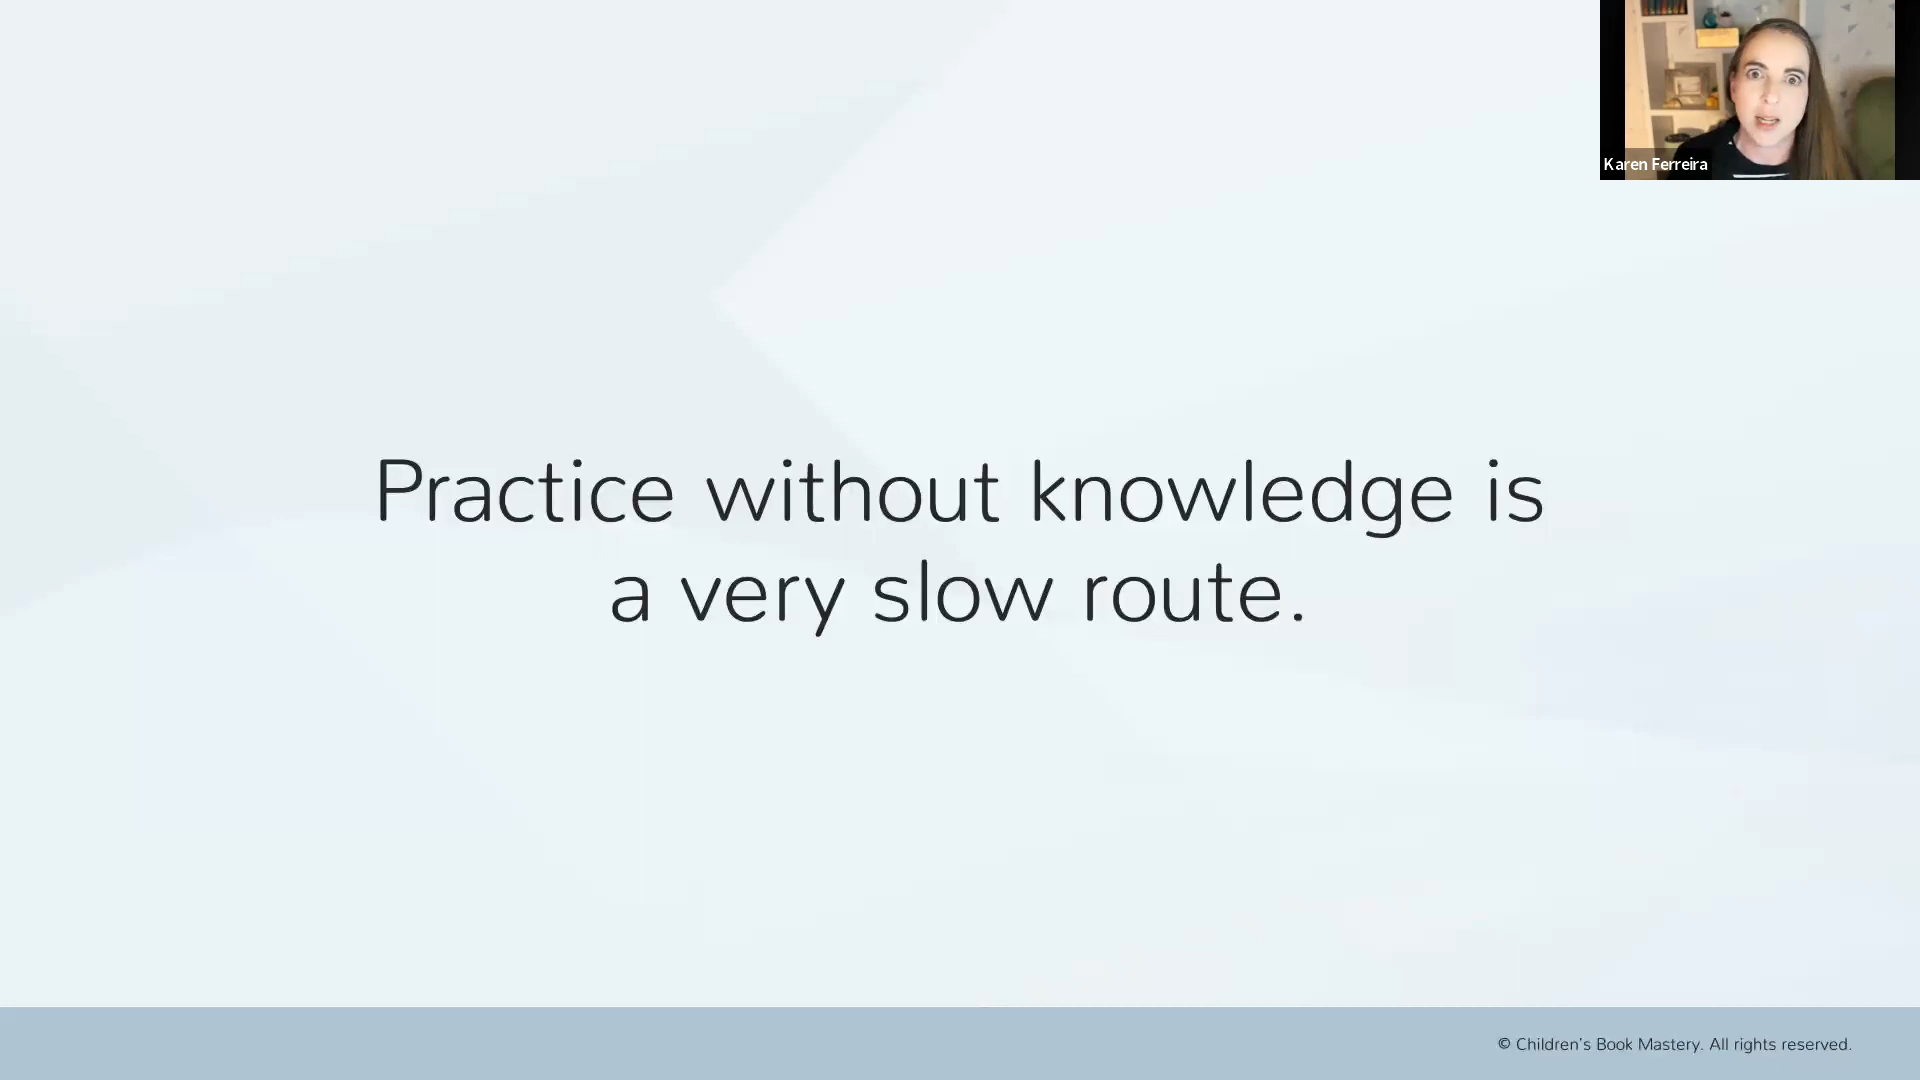 Karen Ferreira
Practice without knowledge is
a very slow route.
© Children's Book Mastery. All rights reserved.